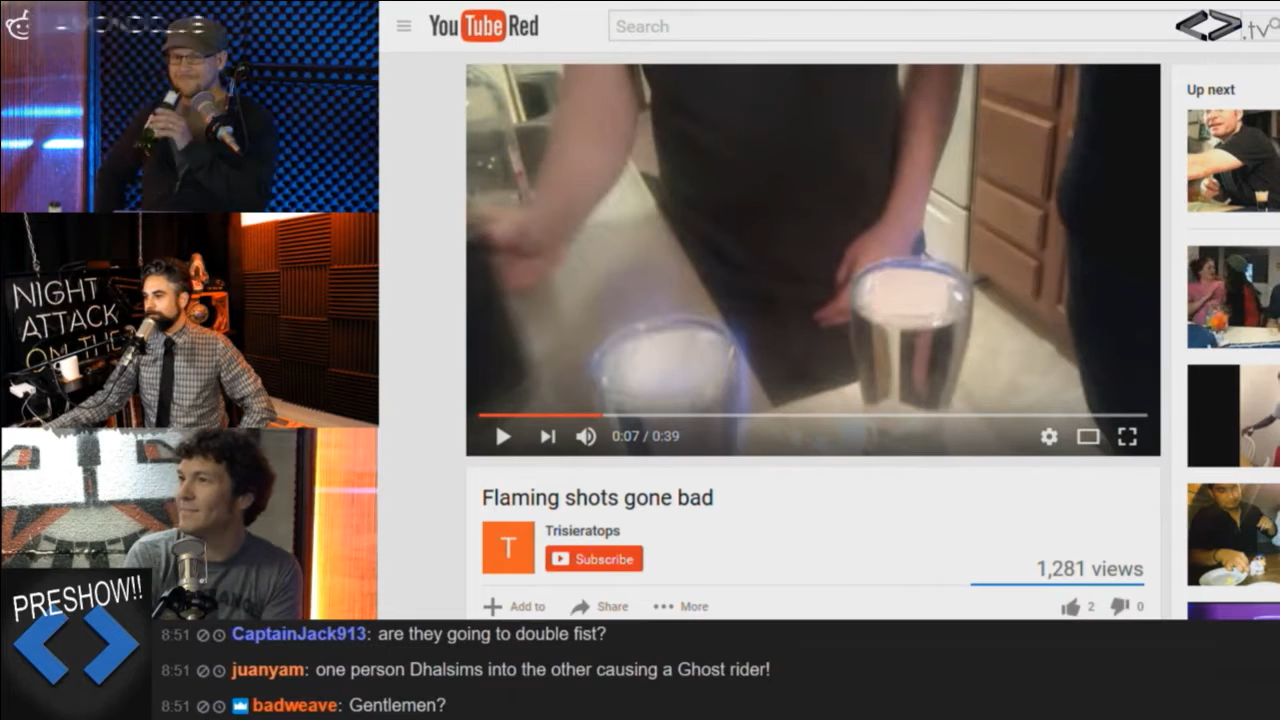 YouTube Red
Search
.tv
Up next
NIGHT
ATTACK
ON THE
0:07 / 0:39
Flaming shots gone bad
T
Trisieratops
Subscribe
1,281 views
Add to
Share
More
2
0
PRESHOW!!
8:51 CaptainJack913: are they going to double fist?
8:51 juanyam: one person Dhalsims into the other causing a Ghost rider!
8:51 badweave: Gentlemen?